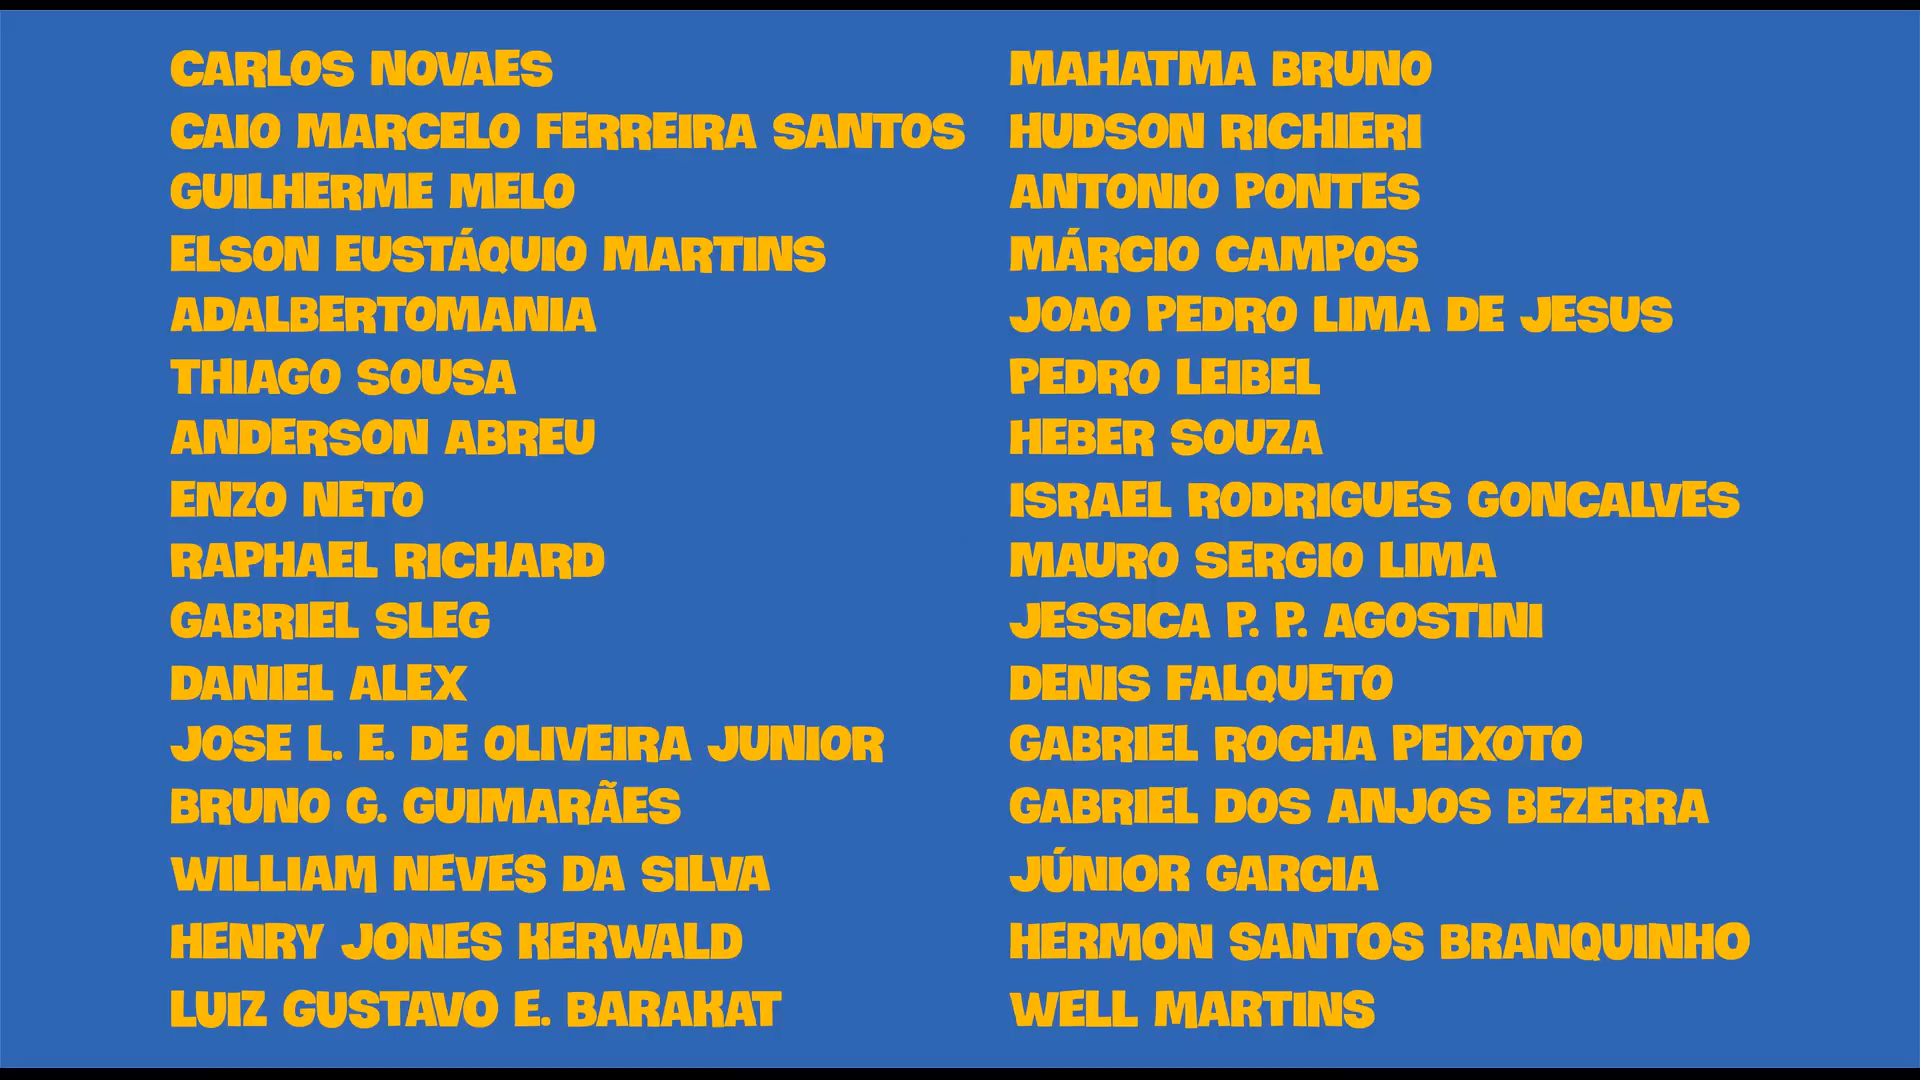 CARLOS NOVAES
CAIO MARCELO FERREIRA SANTOS
GUILHERME MELO
ELSON EUSTÁQUIO MARTINS
ADALBERTOMANIA
THIAGO SOUSA
ANDERSON ABREU
ENZO NETO
RAPHAEL RICHARD
GABRIEL SLEG
DANIEL ALEX
JOSE L. E. DE OLIVEIRA JUNIOR
BRUNO G. GUIMARÃES
WILLIAM NEVES DA SILVA
HENRY JONES KERWALD
LUIZ GUSTAVO E. BARAKAT
MAHATMA BRUNO
HUDSON RICHIERI
ANTONIO PONTES
MÁRCIO CAMPOS
JOAO PEDRO LIMA DE JESUS
PEDRO LEIBEL
HEBER SOUZA
ISRAEL RODRIGUES GONCALVES
MAURO SERGIO LIMA
JESSICA P. P. AGOSTINI
DENIS FALQUETO
GABRIEL ROCHA PEIXOTO
GABRIEL DOS ANJOS BEZERRA
JÚNIOR GARCIA
HERMON SANTOS BRANQUINHO
WELL MARTINS